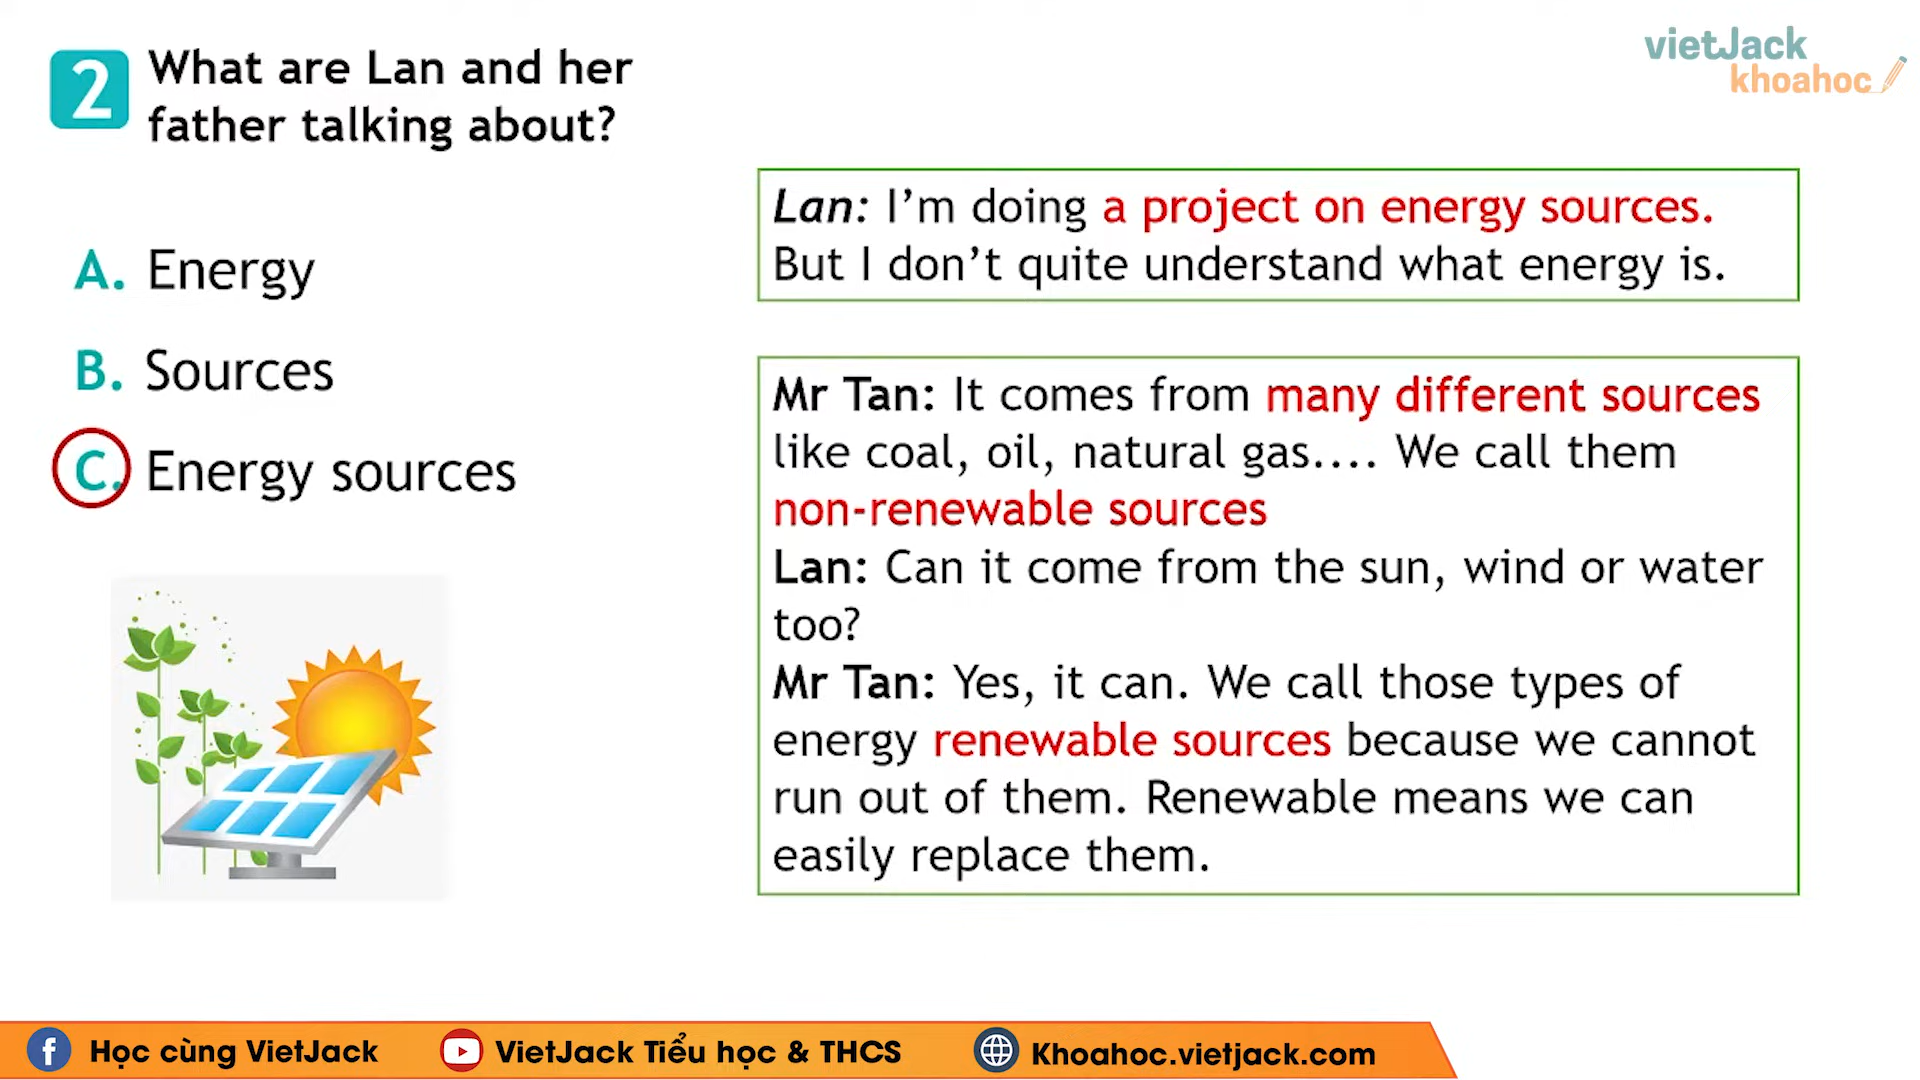 2 What are Lan and her
father talking about?
vietJack
khoahoc
A. Energy
B. Sources
C. Energy sources
Lan: I'm doing a project on energy sources.
But I don't quite understand what energy is.
Mr Tan: It comes from many different sources
like coal, oil, natural gas.... We call them
non-renewable sources
Lan: Can it come from the sun, wind or water
too?
Mr Tan: Yes, it can. We call those types of
energy renewable sources because we cannot
run out of them. Renewable means we can
easily replace them.
f Học cùng VietJack
VietJack Tiểu học & THCS
Khoahoc.vietjack.com